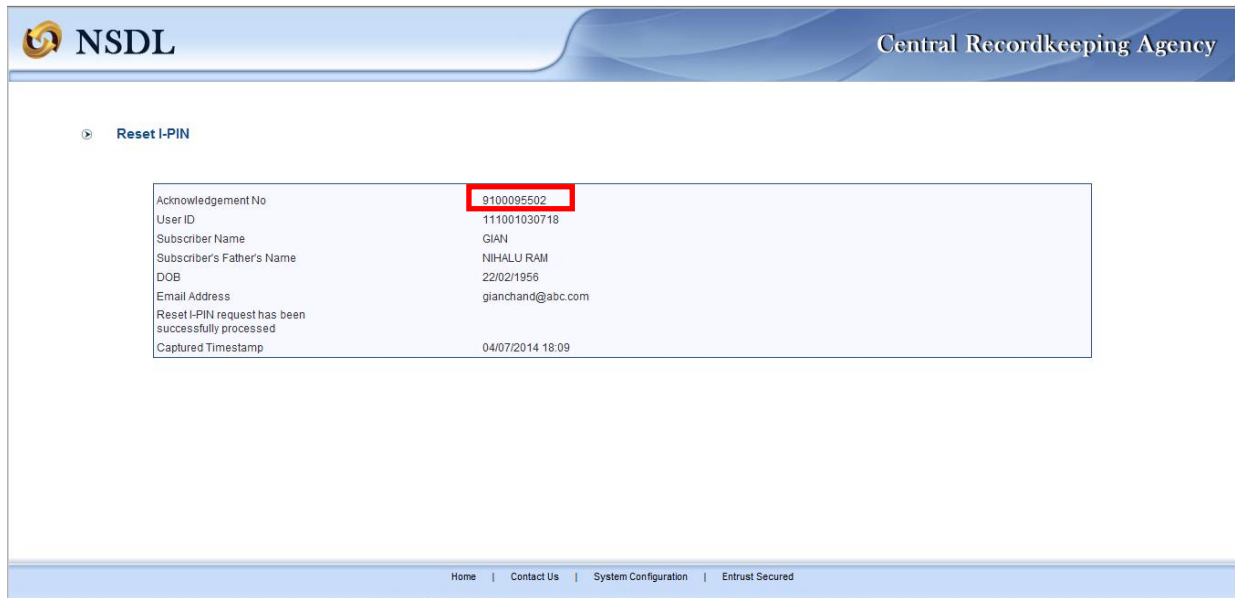 NSDL
Central Recordkeeping Agency
Reset I-PIN
Acknowledgement No 9100095502
User ID 111001030718
Subscriber Name GIAN
Subscriber's Father's Name NIHALU RAM
DOB 22/02/1956
Email Address gianchand@abc.com
Reset I-PIN request has been
successfully processed
Captured Timestamp 04/07/2014 18:09
Home | Contact Us | System Configuration | Entrust Secured